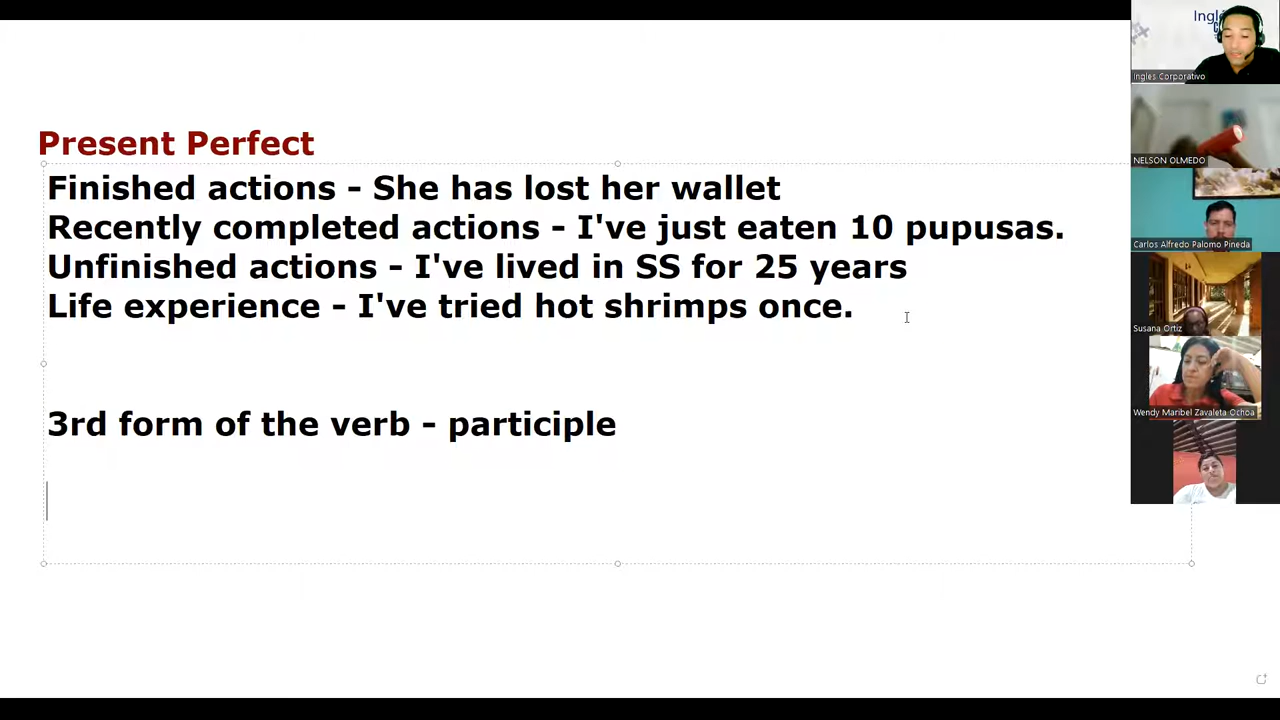 Present Perfect
Finished actions - She has lost her wallet
Recently completed actions - I've just eaten 10 pupusas.
Unfinished actions - I've lived in SS for 25 years
Life experience - I've tried hot shrimps once.
3rd form of the verb - participle
Ingles Corporativo
NELSON OLMEDO
Carlos Alfredo Palomo Pineda
Susana Ortiz
Wendy Maribel Zavaleta Ochoa